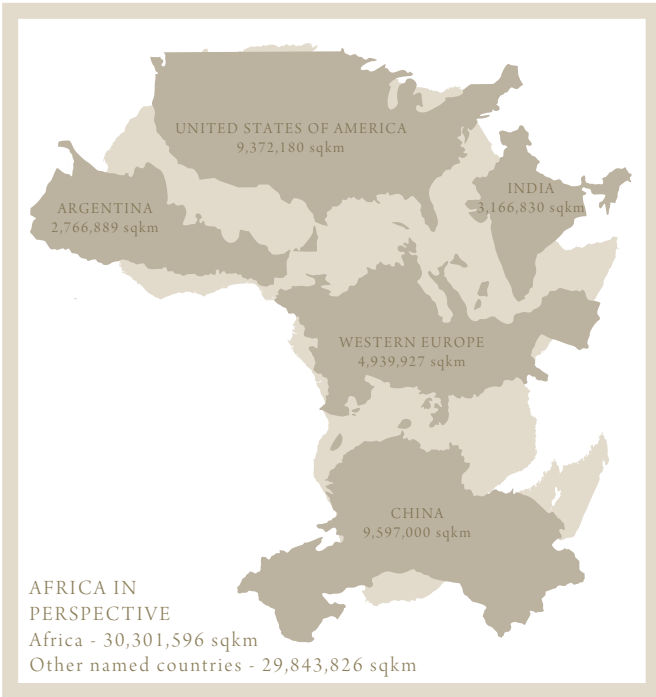 UNITED STATES OF AMERICA
9,372,180 sqkm
INDIA
3,166,830 sqkm
ARGENTINA
2,766,889 sqkm
WESTERN EUROPE
4,939,927 sqkm
CHINA
9,597,000 sqkm
AFRICA IN
PERSPECTIVE
Africa - 30,301,596 sqkm
Other named countries - 29,843,826 sqkm